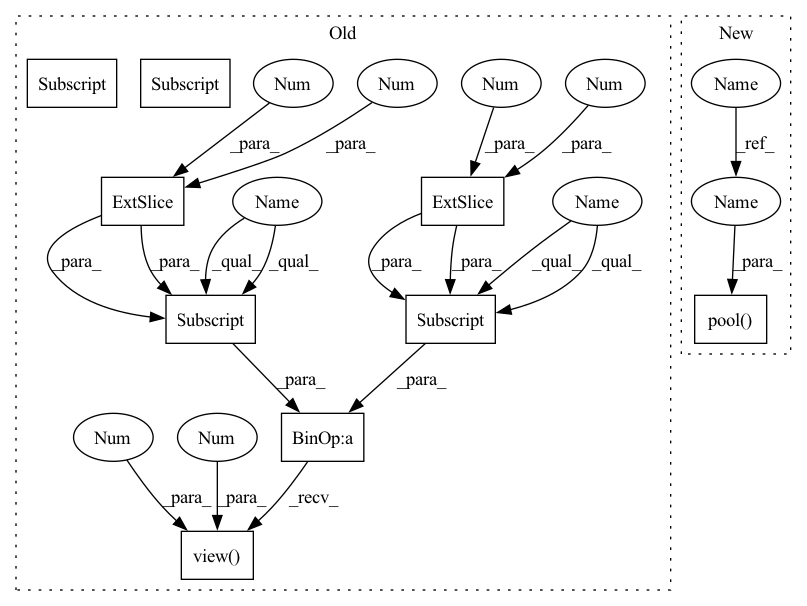 Old
New
Subscript
Subscript
Num
Num
Num
Num
Name
_para_
_para_
_para_
_para_
_ref_
ExtSlice
Name
ExtSlice
Name
Name
_para_
_para_
_qual_
_qual_
_para_
_para_
_qual_
_qual_
_para_
Subscript
Subscript
pool()
_para_
_para_
Num
Num
BinOp:a
_para_
_para_
_recv_
view()